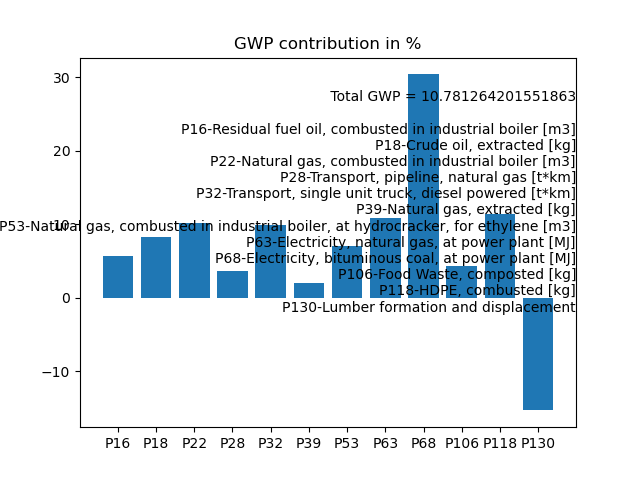 GWP contribution in %
30
20
10
0
−10
Total GWP = 10.781264201551863
P16-Residual fuel oil, combusted in industrial boiler [m3]
P18-Crude oil, extracted [kg]
P22-Natural gas, combusted in industrial boiler [m3]
P28-Transport, pipeline, natural gas [t*km]
P32-Transport, single unit truck, diesel powered [t*km]
P39-Natural gas, extracted [kg]
P53-Natural gas, combusted in industrial boiler, at hydrocracker, for ethylene [m3]
P63-Electricity, natural gas, at power plant [MJ]
P68-Electricity, bituminous coal, at power plant [MJ]
P106-Food Waste, composted [kg]
P118-HDPE, combusted [kg]
P130-Lumber formation and displacement
P16 P18 P22 P28 P32 P39 P53 P63 P68 P106 P118 P130